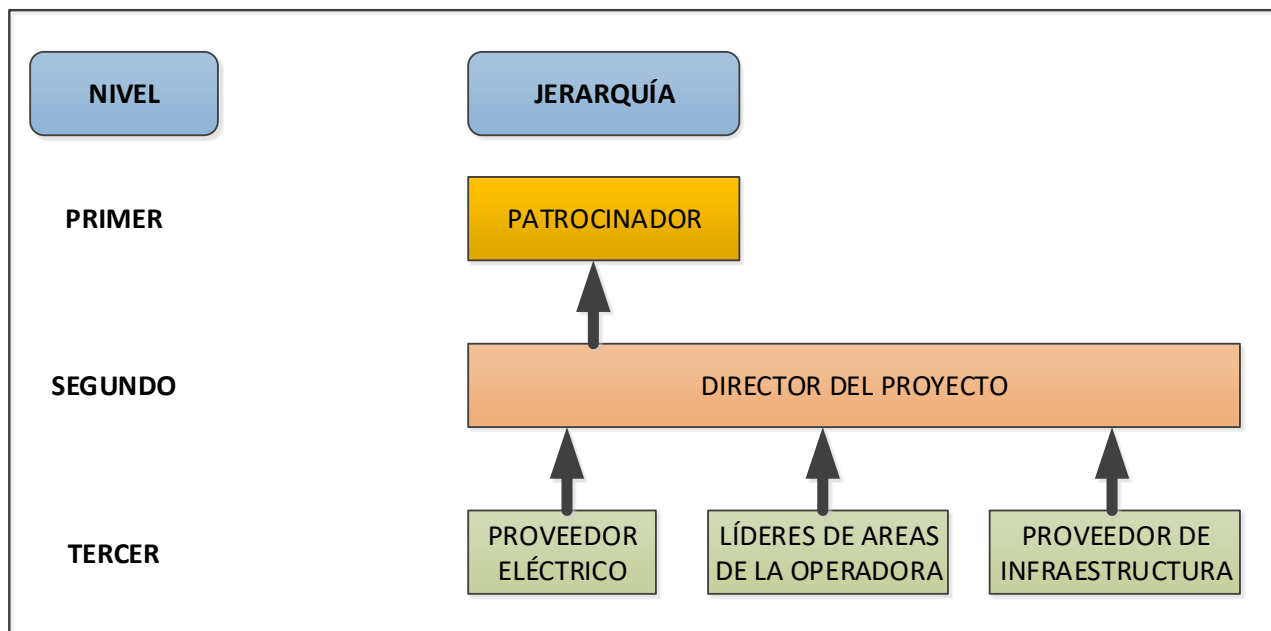 NIVEL
JERARQUÍA
PRIMER
PATROCINADOR
SEGUNDO
DIRECTOR DEL PROYECTO
TERCER
PROVEEDOR
ELÉCTRICO
LÍDERES DE AREAS
DE LA OPERADORA
PROVEEDOR DE
INFRAESTRUCTURA